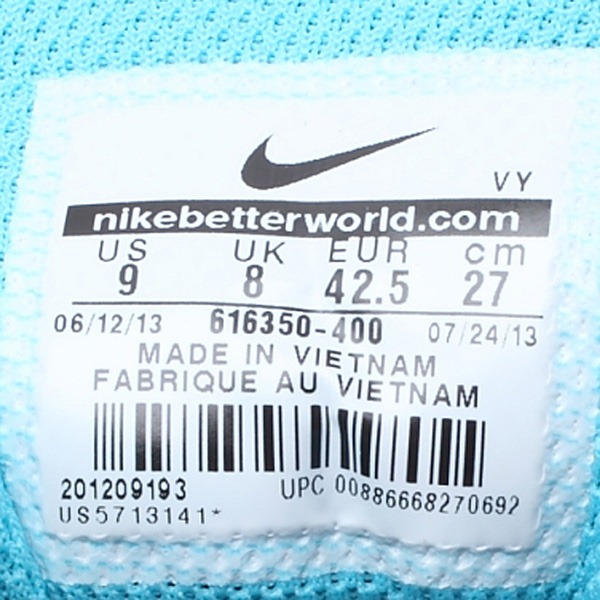 VY
nikebetterworld.com
US UK EUR cm
9 8 42.5 27
06/12/13 616350-400 07/24/13
MADE IN VIETNAM
FABRIQUE AU VIETNAM
201209193 UPC 00886668270692
US5713141*